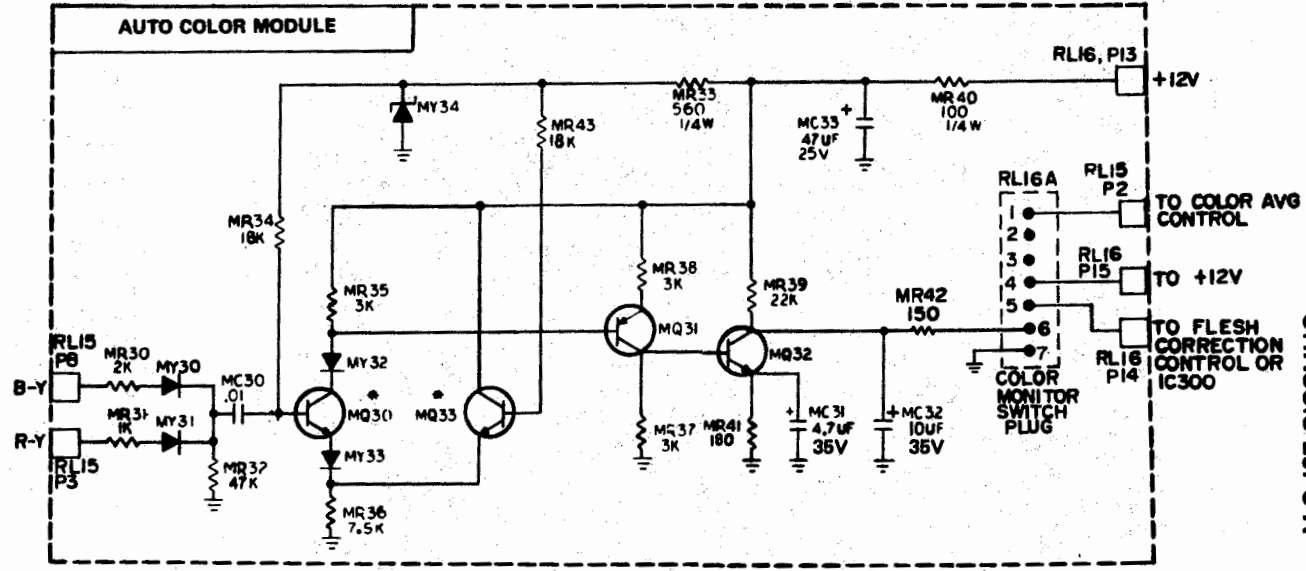 AUTO COLOR MODULE
RL16, P13
+12V
MY34
MR43
18K
MR33
560
1/4W
MC33
+
47UF
25V
MR40
100
1/4W
RL16A
RL15
P2
TO COLOR AVG
CONTROL
MR34
18K
1
2
3
4
5
6
7
RL16
P15
TO +12V
MR35
3K
MR38
3K
MR39
22K
MR42
150
MQ31
MQ32
TO FLESH
CORRECTION
CONTROL OR
IC300
RL16
P14
RL15
P8
B-Y
MR30
2K
MY30
MC30
.01
MY32
* *
MQ30
MQ33
R-Y
MR31
1K
MY31
RL15
P3
MR32
47K
MY33
MR36
7.5K
MR37
3K
MR41
180
+
MC31
4.7UF
35V
+
MC32
10UF
35V
COLOR
MONITOR
SWITCH
PLUG